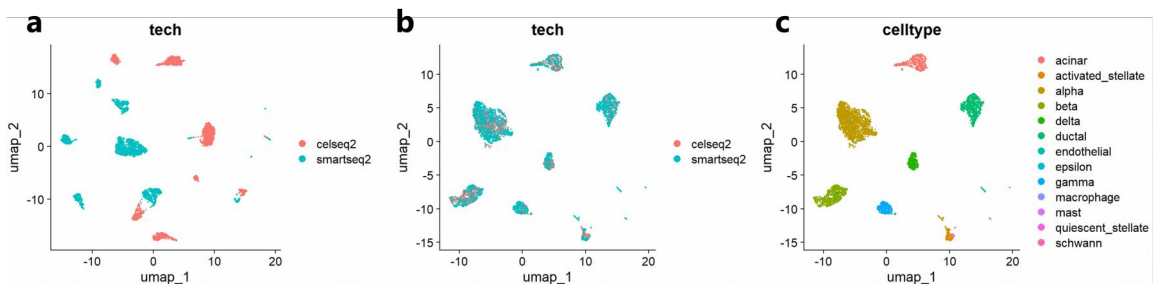 a
tech
10
0
-10
umap_2
-10
0
10
20
umap_1
celseq2
smartseq2
b
tech
10
5
0
-5
-10
-15
umap_2
-10
0
10
20
umap_1
celseq2
smartseq2
c
celltype
10
5
0
-5
-10
-15
umap_2
-10
0
10
20
umap_1
acinar
activated_stellate
alpha
beta
delta
ductal
endothelial
epsilon
gamma
macrophage
mast
quiescent_stellate
schwann